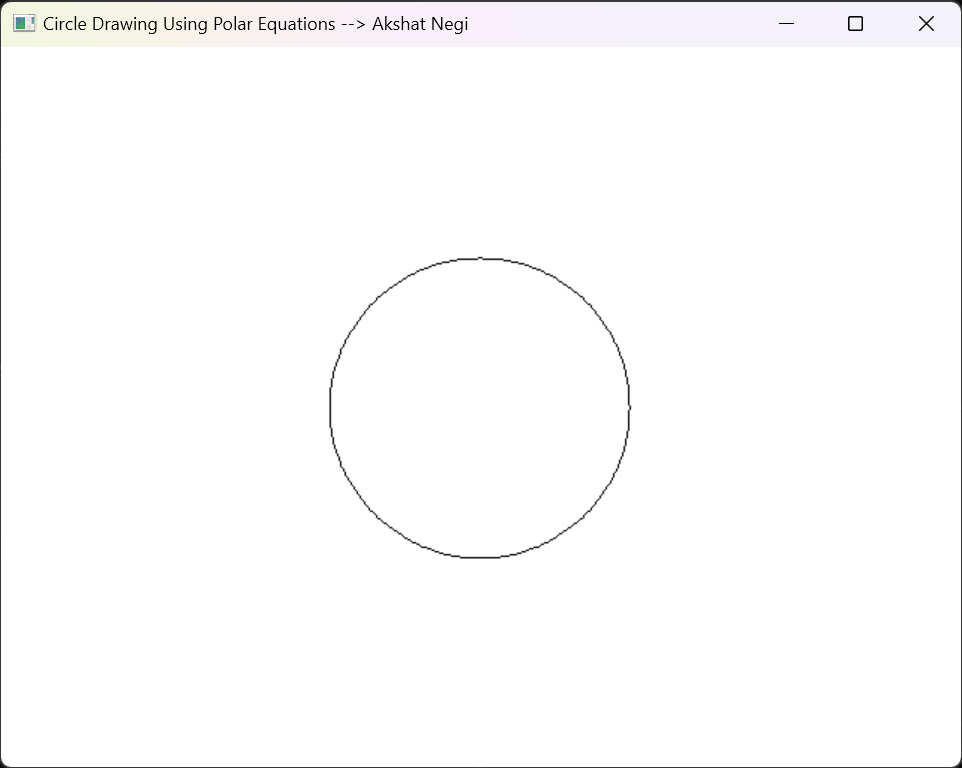 Circle Drawing Using Polar Equations --> Akshat Negi